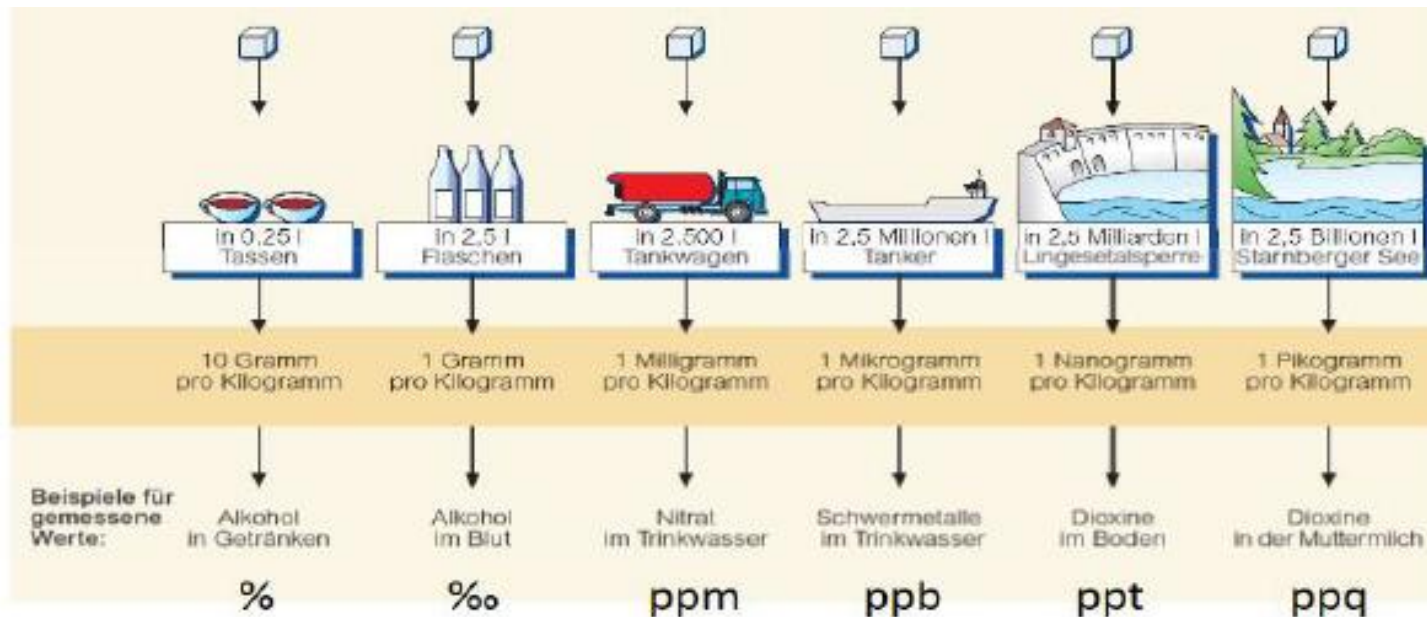 in 0,25 l
Tassen
in 2,5 l
Flaschen
in 2.500 l
Tankwagen
in 2,5 Millionen l
Tanker
in 2,5 Milliarden l
Lingesetalsperre
in 2,5 Billionen l
Starnberger See
10 Gramm
pro Kilogramm
1 Gramm
pro Kilogramm
1 Milligramm
pro Kilogramm
1 Mikrogramm
pro Kilogramm
1 Nanogramm
pro Kilogramm
1 Pikogramm
pro Kilogramm
Beispiele für
gemessene
Werte:
Alkohol
in Getränken
Alkohol
im Blut
Nitrat
im Trinkwasser
Schwermetalle
im Trinkwasser
Dioxine
im Boden
Dioxine
in der Muttermilch
%
‰
ppm
ppb
ppt
ppq